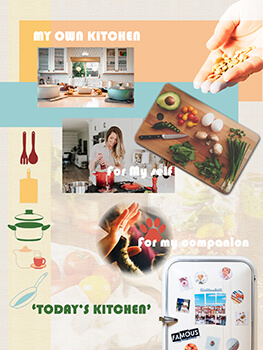 MY OWN KITCHEN
For My self
For my companion
'TODAY'S KITCHEN'
FAMOUS